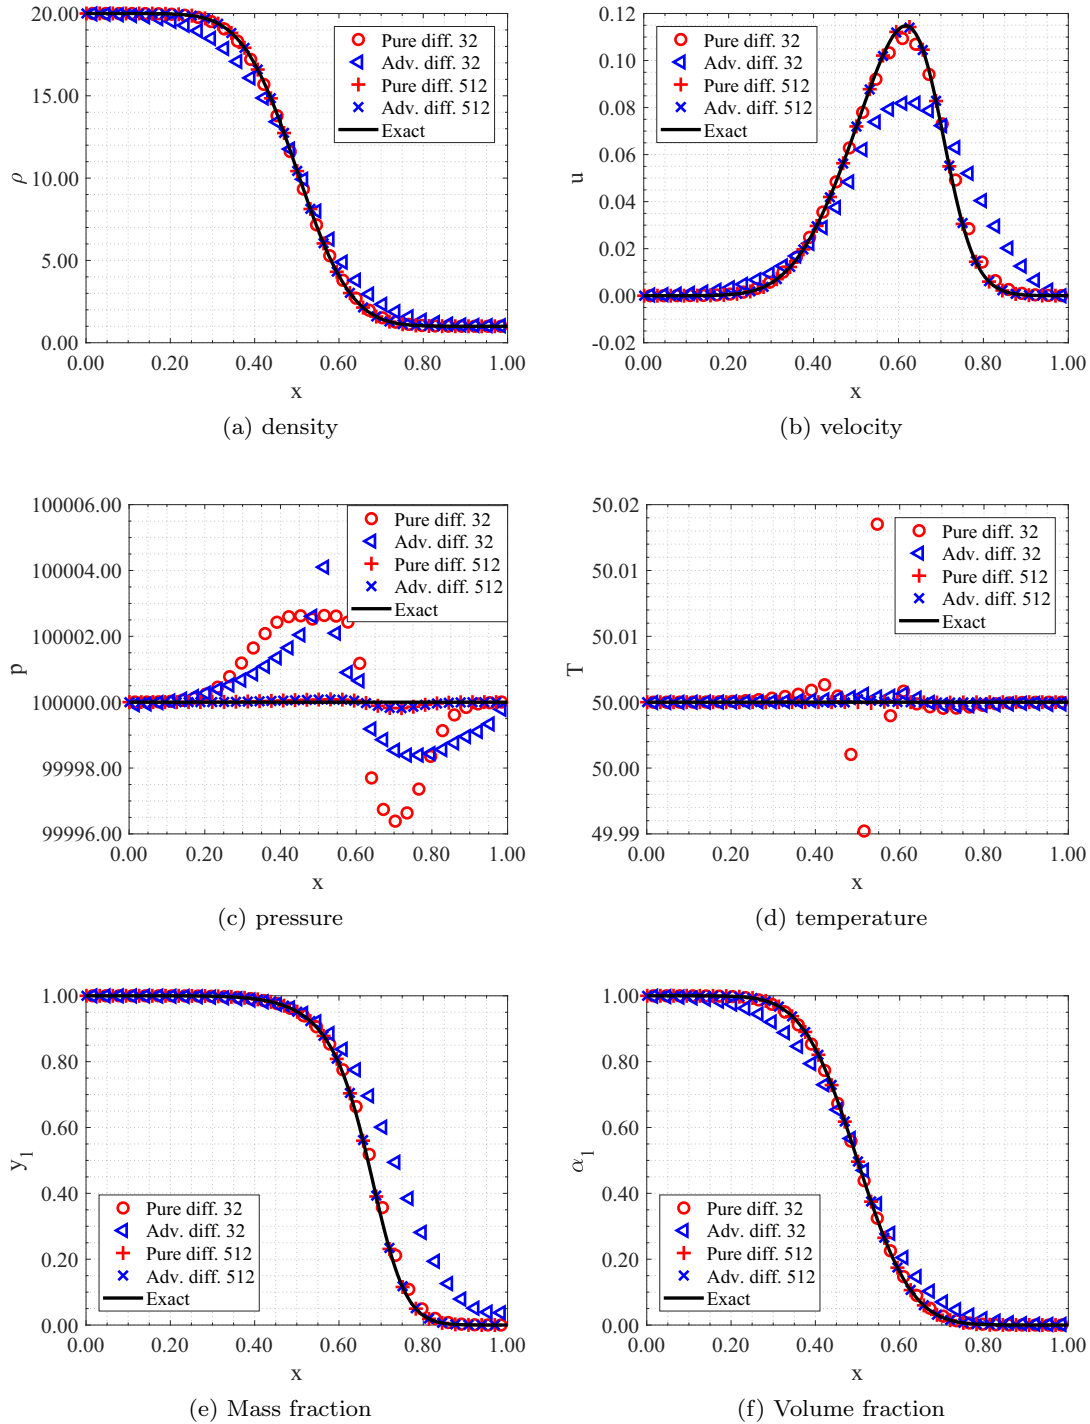 20.00
15.00
10.00
5.00
0.00
ρ
0.00 0.20 0.40 0.60 0.80 1.00
x
Pure diff. 32
Adv. diff. 32
Pure diff. 512
Adv. diff. 512
Exact
(a) density
0.12
0.10
0.08
0.06
0.04
0.02
0.00
-0.02
u
0.00 0.20 0.40 0.60 0.80 1.00
x
Pure diff. 32
Adv. diff. 32
Pure diff. 512
Adv. diff. 512
Exact
(b) velocity
100006.00
100004.00
100002.00
100000.00
99998.00
99996.00
p
0.00 0.20 0.40 0.60 0.80 1.00
x
Pure diff. 32
Adv. diff. 32
Pure diff. 512
Adv. diff. 512
Exact
(c) pressure
50.02
50.01
50.01
50.00
50.00
49.99
T
0.00 0.20 0.40 0.60 0.80 1.00
x
Pure diff. 32
Adv. diff. 32
Pure diff. 512
Adv. diff. 512
Exact
(d) temperature
1.00
0.80
0.60
0.40
0.20
0.00
y1
0.00 0.20 0.40 0.60 0.80 1.00
x
Pure diff. 32
Adv. diff. 32
Pure diff. 512
Adv. diff. 512
Exact
(e) Mass fraction
1.00
0.80
0.60
0.40
0.20
0.00
α1
0.00 0.20 0.40 0.60 0.80 1.00
x
Pure diff. 32
Adv. diff. 32
Pure diff. 512
Adv. diff. 512
Exact
(f) Volume fraction